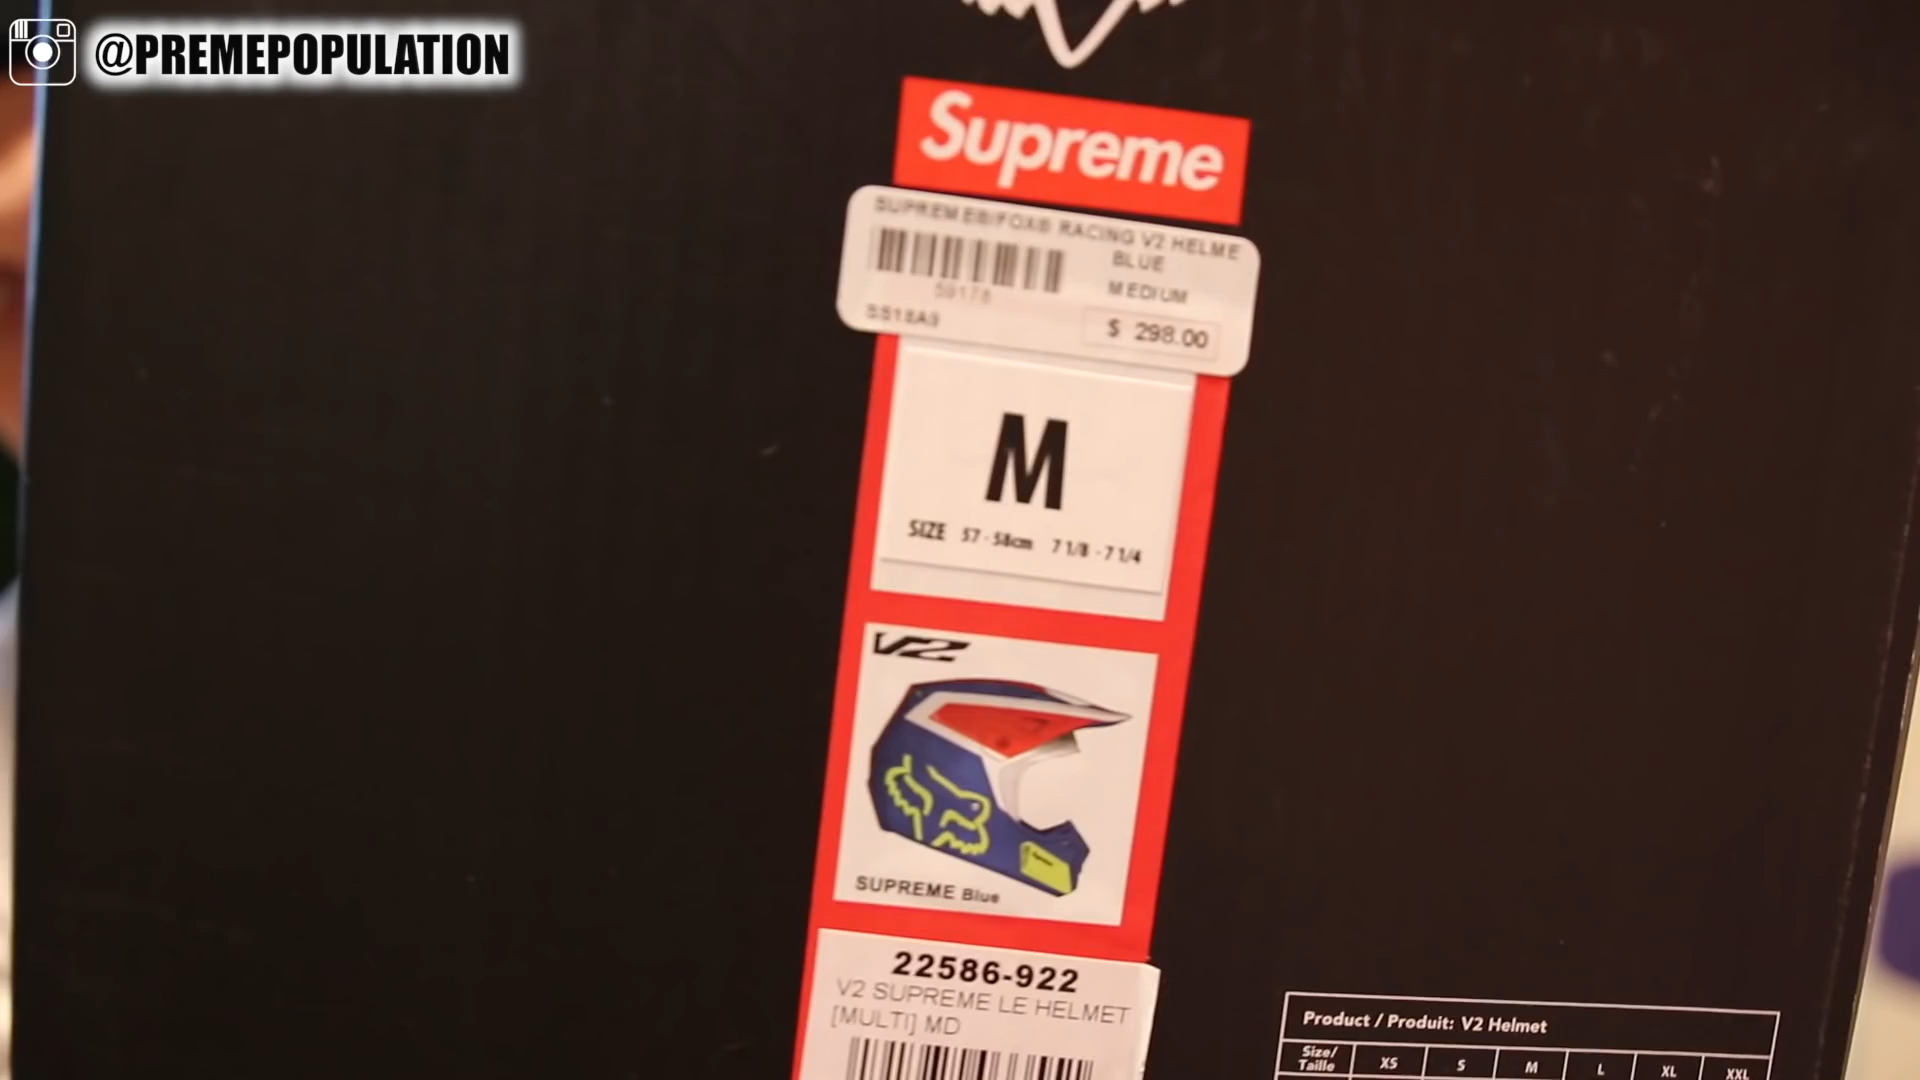 @PREMEPOPULATION
Supreme
SUPREME®/FOX® RACING V2 HELME
BLUE
59178
MEDIUM
SS18A9
$ 298.00
M
SIZE 57 - 58cm 7 1/8 - 7 1/4
V2
SUPREME Blue
22586-922
V2 SUPREME LE HELMET
[MULTI] MD
Product / Produit: V2 Helmet
Size/
Taille XS S M L XL XXL